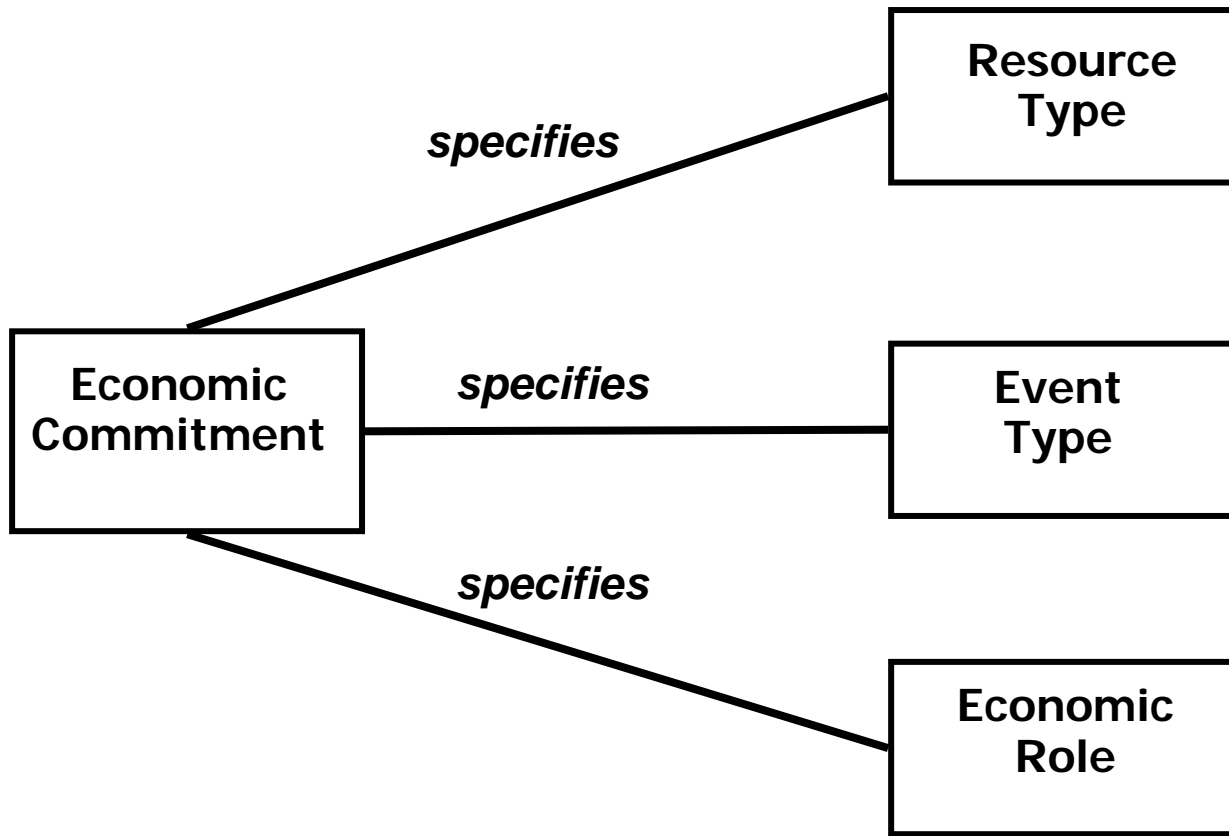 Resource
Type
specifies
Economic
Commitment
specifies
Event
Type
specifies
Economic
Role